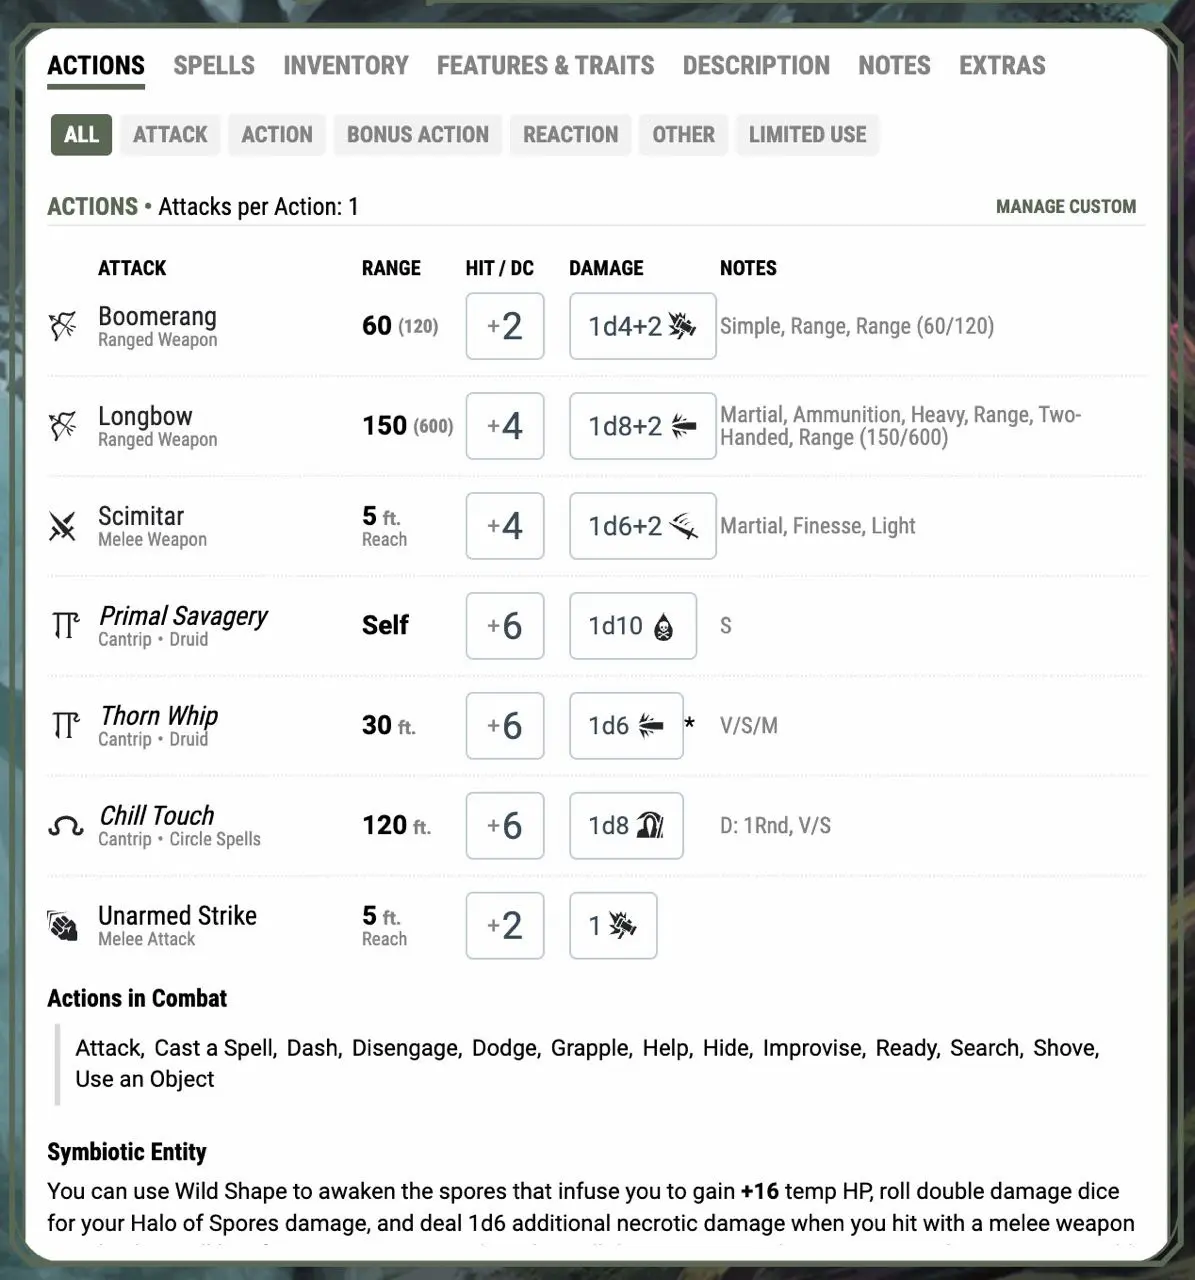 ACTIONS SPELLS INVENTORY FEATURES & TRAITS DESCRIPTION NOTES EXTRAS
ALL ATTACK ACTION BONUS ACTION REACTION OTHER LIMITED USE
ACTIONS • Attacks per Action: 1 MANAGE CUSTOM
ATTACK RANGE HIT / DC DAMAGE NOTES
Boomerang
Ranged Weapon
60 (120) +2 1d4+2 Simple, Range, Range (60/120)
Longbow
Ranged Weapon
150 (600) +4 1d8+2 Martial, Ammunition, Heavy, Range, Two-
Handed, Range (150/600)
Scimitar
Melee Weapon
5 ft.
Reach
+4 1d6+2 Martial, Finesse, Light
Primal Savagery
Cantrip • Druid
Self +6 1d10 S
Thorn Whip
Cantrip • Druid
30 ft. +6 1d6 * V/S/M
Chill Touch
Cantrip • Circle Spells
120 ft. +6 1d8 D: 1Rnd, V/S
Unarmed Strike
Melee Attack
5 ft.
Reach
+2 1
Actions in Combat
Attack, Cast a Spell, Dash, Disengage, Dodge, Grapple, Help, Hide, Improvise, Ready, Search, Shove,
Use an Object
Symbiotic Entity
You can use Wild Shape to awaken the spores that infuse you to gain +16 temp HP, roll double damage dice
for your Halo of Spores damage, and deal 1d6 additional necrotic damage when you hit with a melee weapon